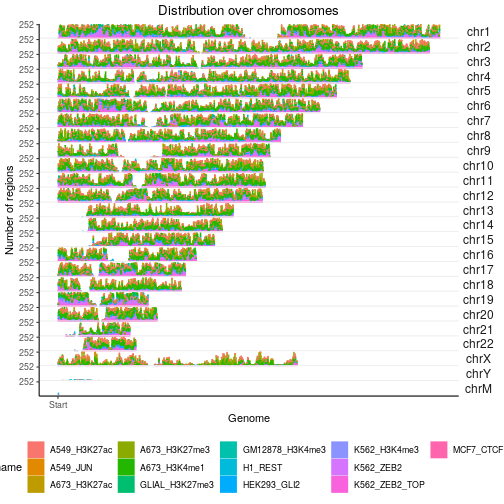 Distribution over chromosomes
252 chr1
252 chr2
252 chr3
252 chr4
252 chr5
252 chr6
252 chr7
252 chr8
252 chr9
252 chr10
252 chr11
252 chr12
252 chr13
252 chr14
252 chr15
252 chr16
252 chr17
252 chr18
252 chr19
252 chr20
252 chr21
252 chr22
252 chrX
252 chrY
252 chrM
Number of regions
Start
Genome
name
A549_H3K27ac A673_H3K27me3 GM12878_H3K4me3 K562_H3K4me3 MCF7_CTCF
A549_JUN A673_H3K4me1 H1_REST K562_ZEB2
A673_H3K27ac GLIAL_H3K27me3 HEK293_GLI2 K562_ZEB2_TOP